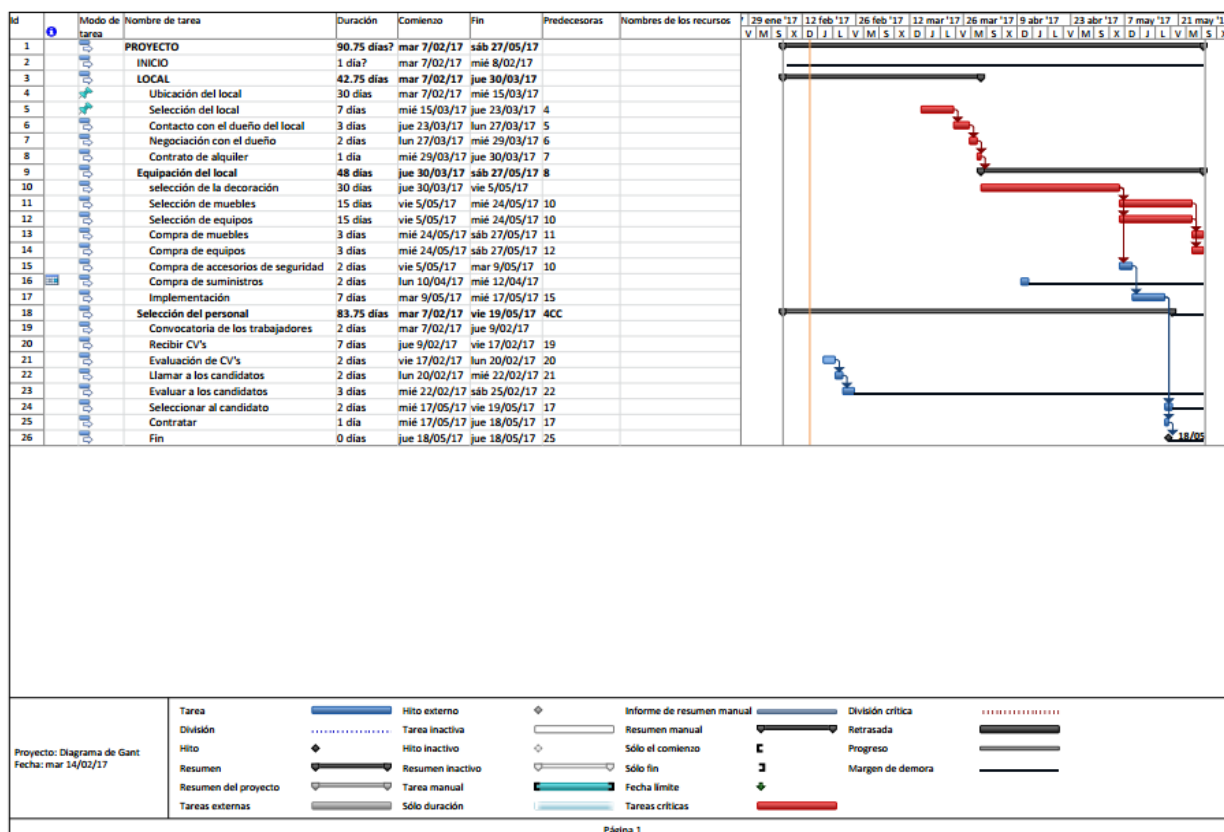 Id Modo de tarea Nombre de tarea Duración Comienzo Fin Predecesoras Nombres de los recursos 29 ene '17 12 feb '17 26 feb '17 12 mar '17 26 mar '17 9 abr '17 23 abr '17 7 may '17 21 may '17
V M S X D J L V M S X D J L V M S X D J L V M S X D J L V M S X
1 PROYECTO 90.75 días? mar 7/02/17 sáb 27/05/17
2 INICIO 1 día? mar 7/02/17 mié 8/02/17
3 LOCAL 42.75 días mar 7/02/17 jue 30/03/17
4 Ubicación del local 30 días mar 7/02/17 mié 15/03/17
5 Selección del local 7 días mié 15/03/17 jue 23/03/17 4
6 Contacto con el dueño del local 3 días jue 23/03/17 lun 27/03/17 5
7 Negociación con el dueño 2 días lun 27/03/17 mié 29/03/17 6
8 Contrato de alquiler 1 día mié 29/03/17 jue 30/03/17 7
9 Equipación del local 48 días jue 30/03/17 sáb 27/05/17 8
10 selección de la decoración 30 días jue 30/03/17 vie 5/05/17
11 Selección de muebles 15 días vie 5/05/17 mié 24/05/17 10
12 Selección de equipos 15 días vie 5/05/17 mié 24/05/17 10
13 Compra de muebles 3 días mié 24/05/17 sáb 27/05/17 11
14 Compra de equipos 3 días mié 24/05/17 sáb 27/05/17 12
15 Compra de accesorios de seguridad 2 días vie 5/05/17 mar 9/05/17 10
16 Compra de suministros 2 días lun 10/04/17 mié 12/04/17
17 Implementación 7 días mar 9/05/17 mié 17/05/17 15
18 Selección del personal 83.75 días mar 7/02/17 vie 19/05/17 4CC
19 Convocatoria de los trabajadores 2 días mar 7/02/17 jue 9/02/17
20 Recibir CV's 7 días jue 9/02/17 vie 17/02/17 19
21 Evaluación de CV's 2 días vie 17/02/17 lun 20/02/17 20
22 Llamar a los candidatos 2 días lun 20/02/17 mié 22/02/17 21
23 Evaluar a los candidatos 3 días mié 22/02/17 sáb 25/02/17 22
24 Seleccionar al candidato 2 días mié 17/05/17 vie 19/05/17 17
25 Contratar 1 día mié 17/05/17 jue 18/05/17 17
26 Fin 0 días jue 18/05/17 jue 18/05/17 25 18/05
Proyecto: Diagrama de Gant
Fecha: mar 14/02/17
Tarea Hito externo Informe de resumen manual División crítica
División Tarea inactiva Resumen manual Retrasada
Hito Hito inactivo Sólo el comienzo Progreso
Resumen Resumen inactivo Sólo fin Margen de demora
Resumen del proyecto Tarea manual Fecha límite
Tareas externas Sólo duración Tareas críticas
Página 1